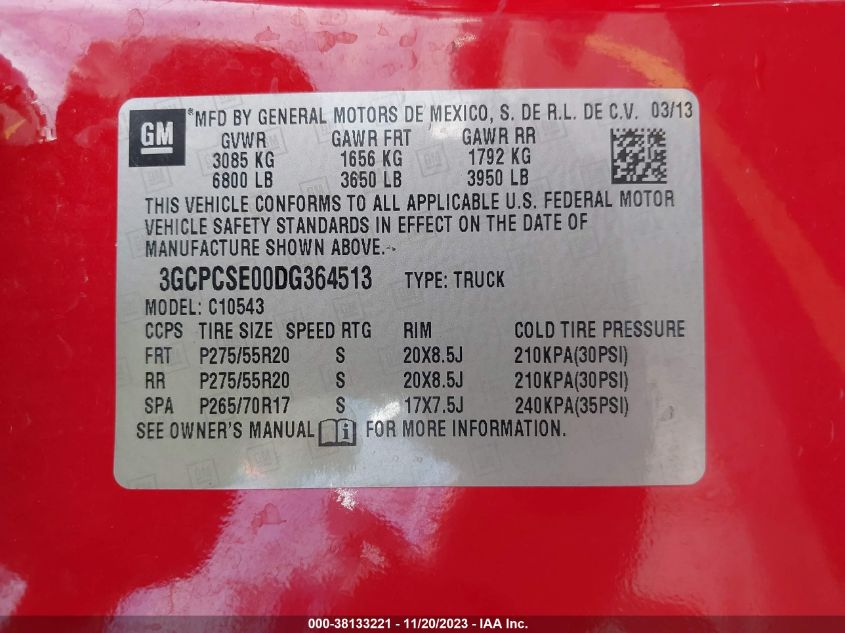 GM
*MFD BY GENERAL MOTORS DE MEXICO, S. DE R.L. DE C.V. 03/13
GVWR GAWR FRT GAWR RR
3085 KG 1656 KG 1792 KG
6800 LB 3650 LB 3950 LB
THIS VEHICLE CONFORMS TO ALL APPLICABLE U.S. FEDERAL MOTOR
VEHICLE SAFETY STANDARDS IN EFFECT ON THE DATE OF
MANUFACTURE SHOWN ABOVE.
3GCPCSE00DG364513 TYPE: TRUCK
MODEL: C10543
CCPS TIRE SIZE SPEED RTG RIM COLD TIRE PRESSURE
FRT P275/55R20 S 20X8.5J 210KPA(30PSI)
RR P275/55R20 S 20X8.5J 210KPA(30PSI)
SPA P265/70R17 S 17X7.5J 240KPA(35PSI)
SEE OWNER'S MANUAL FOR MORE INFORMATION.
000-38133221 - 11/20/2023 - IAA Inc.